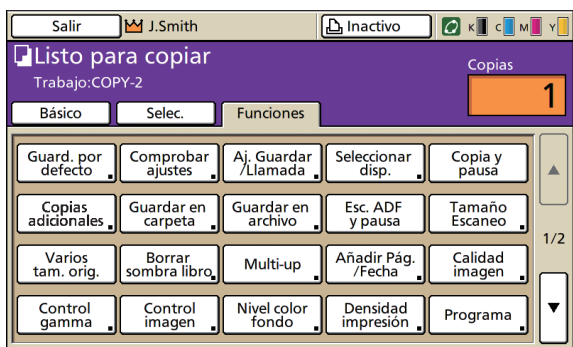 Salir
J.Smith
Inactivo
K C M Y
Listo para copiar
Copias
Trabajo:COPY-2
1
Básico
Selec.
Funciones
Guard. por
defecto
Comprobar
ajustes
Aj. Guardar
/Llamada
Seleccionar
disp.
Copia y
pausa
Copias
adicionales
Guardar en
carpeta
Guardar en
archivo
Esc. ADF
y pausa
Tamaño
Escaneo
1/2
Varios
tam. orig.
Borrar
sombra libro
Multi-up
Añadir Pág.
/Fecha
Calidad
imagen
Control
gamma
Control
imagen
Nivel color
fondo
Densidad
impresión
Programa